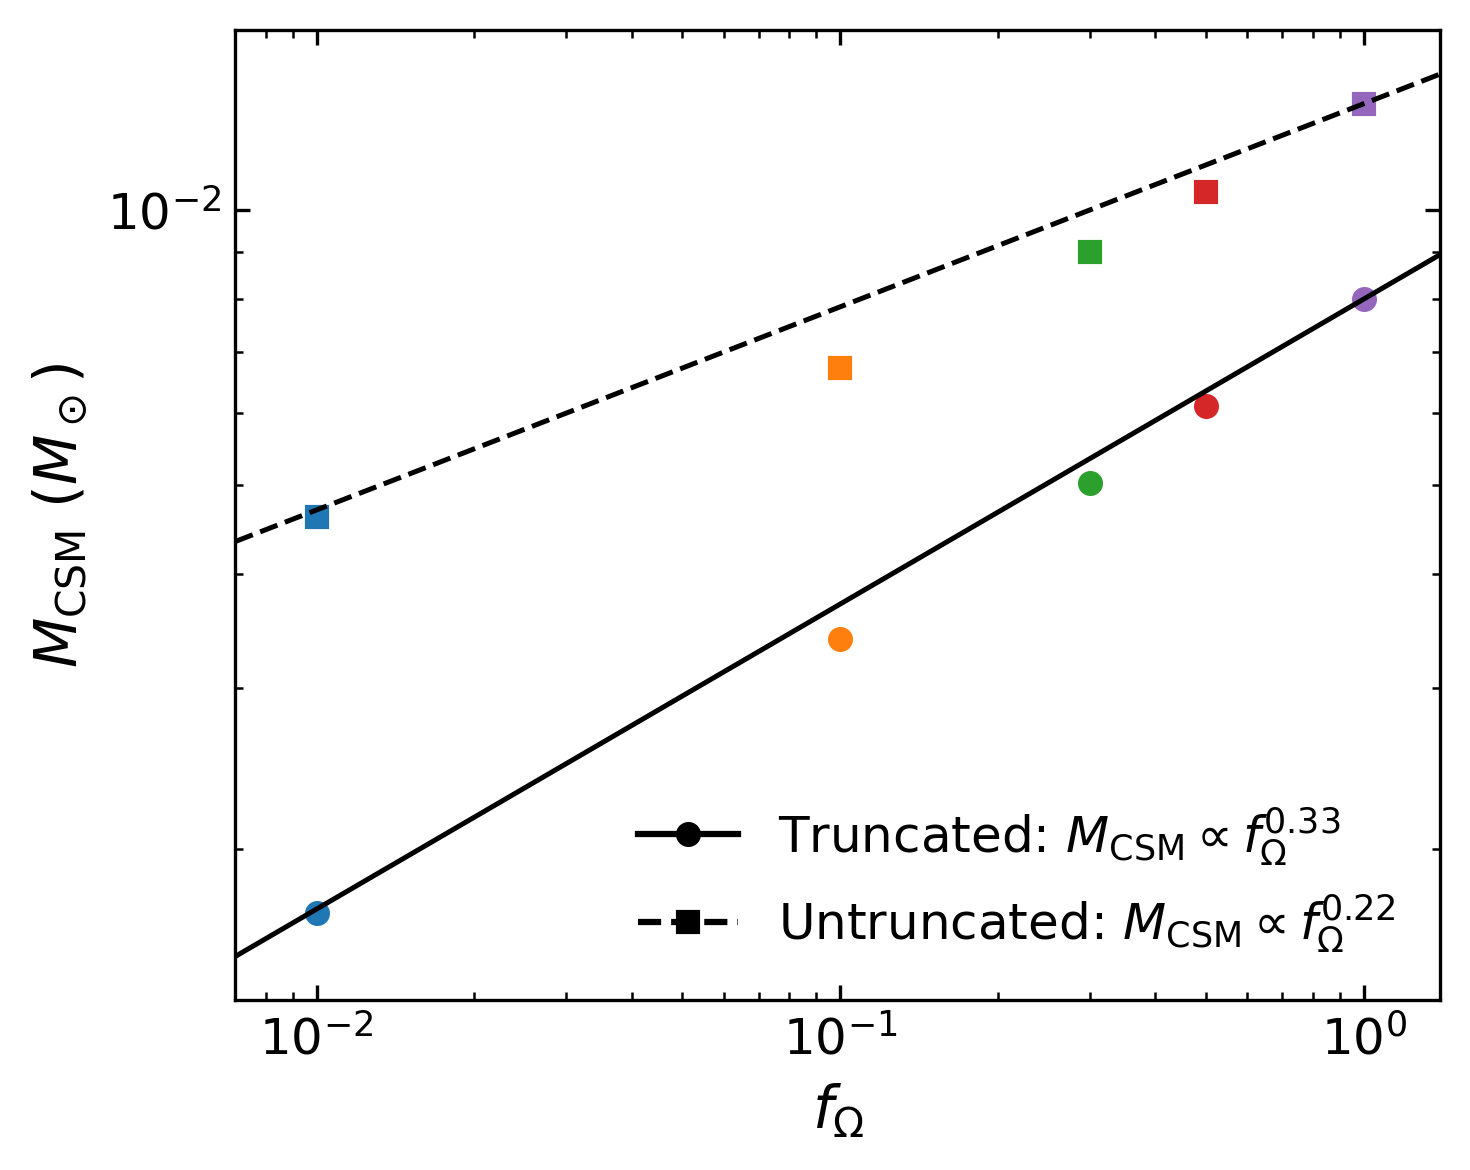 10⁻²
M_CSM (M_⊙)
Truncated: M_CSM ∝ f_Ω^0.33
Untruncated: M_CSM ∝ f_Ω^0.22
10⁻² 10⁻¹ 10⁰
f_Ω